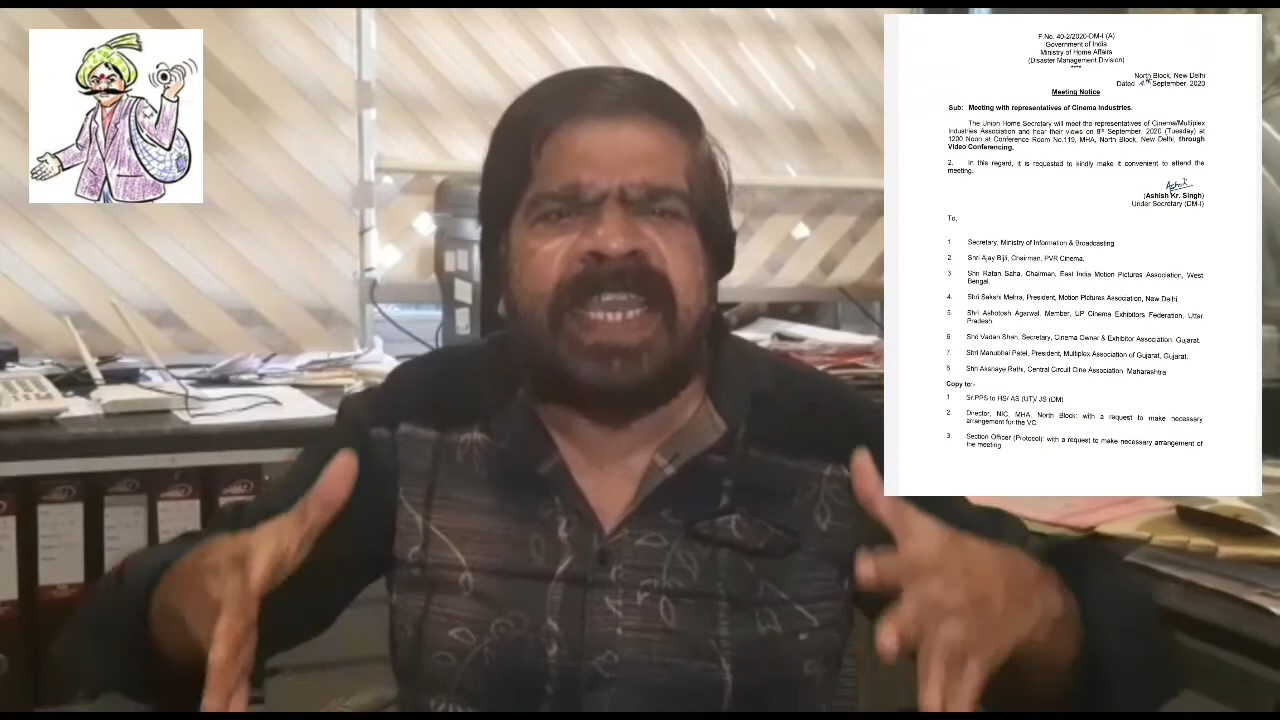 F.No. 40-2/2020-DM-I (A)
Government of India
Ministry of Home Affairs
(Disaster Management Division)
****
North Block, New Delhi
Dated 4th September, 2020
Meeting Notice
Sub: Meeting with representatives of Cinema Industries.
The Union Home Secretary will meet the representatives of Cinema/Multiplex
Industries Association and hear their views on 8th September, 2020 (Tuesday) at
1200 Noon at Conference Room No.119, MHA, North Block, New Delhi, through
Video Conferencing.
2. In this regard, it is requested to kindly make it convenient to attend the
meeting.
Ashish
(Ashish Kr. Singh)
Under Secretary (DM-I)
To,
1. Secretary, Ministry of Information & Broadcasting.
2. Shri Ajay Bijli, Chairman, PVR Cinema.
3. Shri Ratan Saha, Chairman, East India Motion Pictures Association, West
Bengal.
4. Shri Sakshi Mehra, President, Motion Pictures Association, New Delhi.
5. Shri Ashotosh Agarwal, Member, UP Cinema Exhibitors Federation, Uttar
Pradesh
6. Shri Vadan Shah, Secretary, Cinema Owner & Exhibitor Association, Gujarat.
7. Shri Manubhai Patel, President, Multiplex Association of Gujarat, Gujarat.
8. Shri Akshaye Rathi, Central Circuit Cine Association, Maharashtra.
Copy to:-
1. Sr.PPS to HS/ AS (UT)/ JS (DM)
2. Director, NIC, MHA, North Block: with a request to make necessary
arrangement for the VC.
3. Section Officer (Protocol): with a request to make necessary arrangement of
the meeting